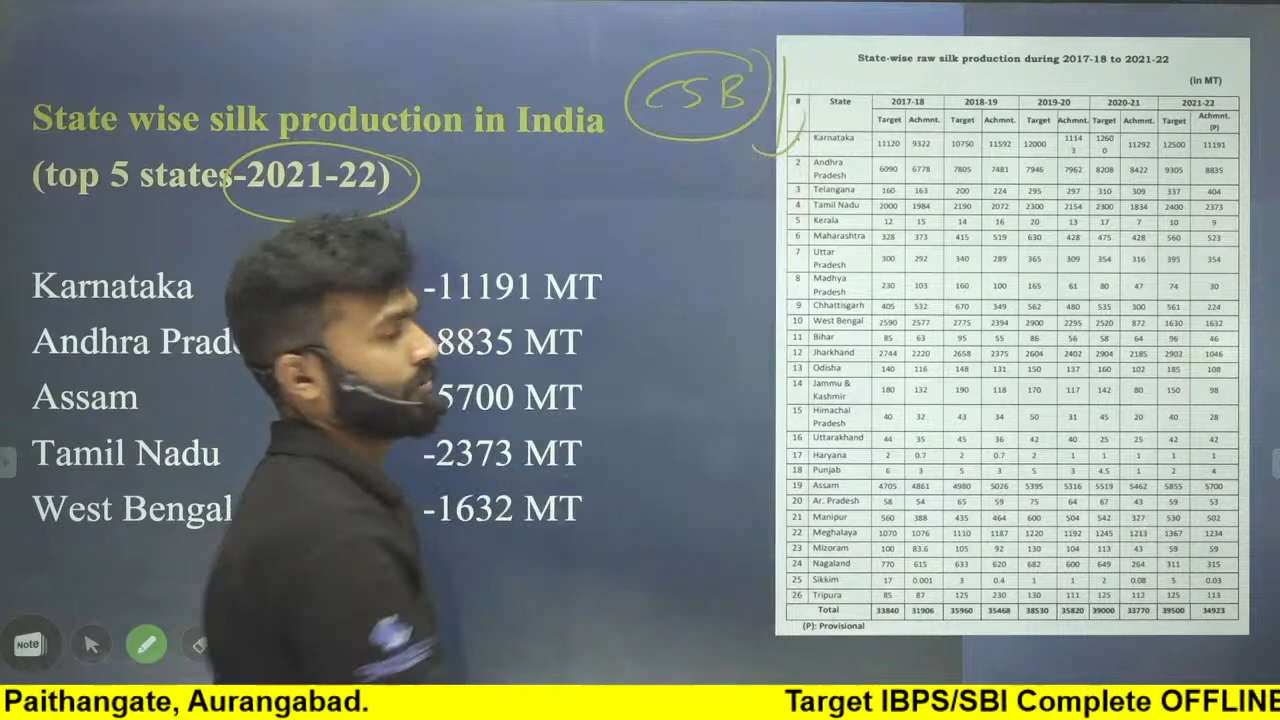 State wise silk production in India
(top 5 states-2021-22)
CSB
Karnataka -11191 MT
Andhra Prad -8835 MT
Assam -5700 MT
Tamil Nadu -2373 MT
West Bengal -1632 MT
State-wise raw silk production during 2017-18 to 2021-22
(In MT)
# State 2017-18 2018-19 2019-20 2020-21 2021-22
Target Achmnt. Target Achmnt. Target Achmnt. Target Achmnt. Target Achmnt. (P)
1 Karnataka 11120 9322 10750 11592 12000 11143 12600 11292 12500 11191
2 Andhra Pradesh 6090 6778 7805 7481 7946 7962 8208 8422 9305 8835
3 Telangana 160 163 200 224 295 297 310 309 337 404
4 Tamil Nadu 2000 1984 2190 2072 2300 2154 2300 1834 2400 2373
5 Kerala 12 15 14 16 20 13 17 7 10 9
6 Maharashtra 328 373 415 519 630 428 475 428 560 523
7 Uttar Pradesh 300 292 340 289 365 309 354 316 395 354
8 Madhya Pradesh 230 103 160 100 165 61 80 47 74 30
9 Chhattisgarh 405 532 670 349 562 480 535 300 561 224
10 West Bengal 2590 2577 2775 2394 2900 2295 2520 872 1630 1632
11 Bihar 85 63 95 55 86 56 58 64 96 46
12 Jharkhand 2744 2220 2658 2375 2604 2402 2904 2185 2902 1046
13 Odisha 140 116 148 131 150 137 160 102 185 108
14 Jammu & Kashmir 180 132 190 118 170 117 142 80 150 98
15 Himachal Pradesh 40 32 43 34 50 31 45 20 40 28
16 Uttarakhand 44 35 45 36 42 40 25 25 42 42
17 Haryana 2 0.7 2 0.7 2 1 1 1 1 1
18 Punjab 6 3 5 3 5 3 4.5 1 2 4
19 Assam 4705 4861 4980 5026 5395 5316 5519 5462 5855 5700
20 Ar. Pradesh 58 54 65 59 75 64 67 43 59 53
21 Manipur 560 388 435 464 600 504 542 327 530 502
22 Meghalaya 1070 1076 1110 1187 1220 1192 1245 1213 1367 1234
23 Mizoram 100 83.6 105 92 130 104 113 43 59 59
24 Nagaland 770 615 633 620 682 600 649 264 311 315
25 Sikkim 17 0.001 3 0.4 1 1 2 0.08 5 0.03
26 Tripura 85 87 125 230 130 111 125 112 125 113
Total 33840 31906 35960 35468 38530 35820 39000 33770 39500 34923
(P): Provisional
Note
Paithangate, Aurangabad. Target IBPS/SBI Complete OFFLINE